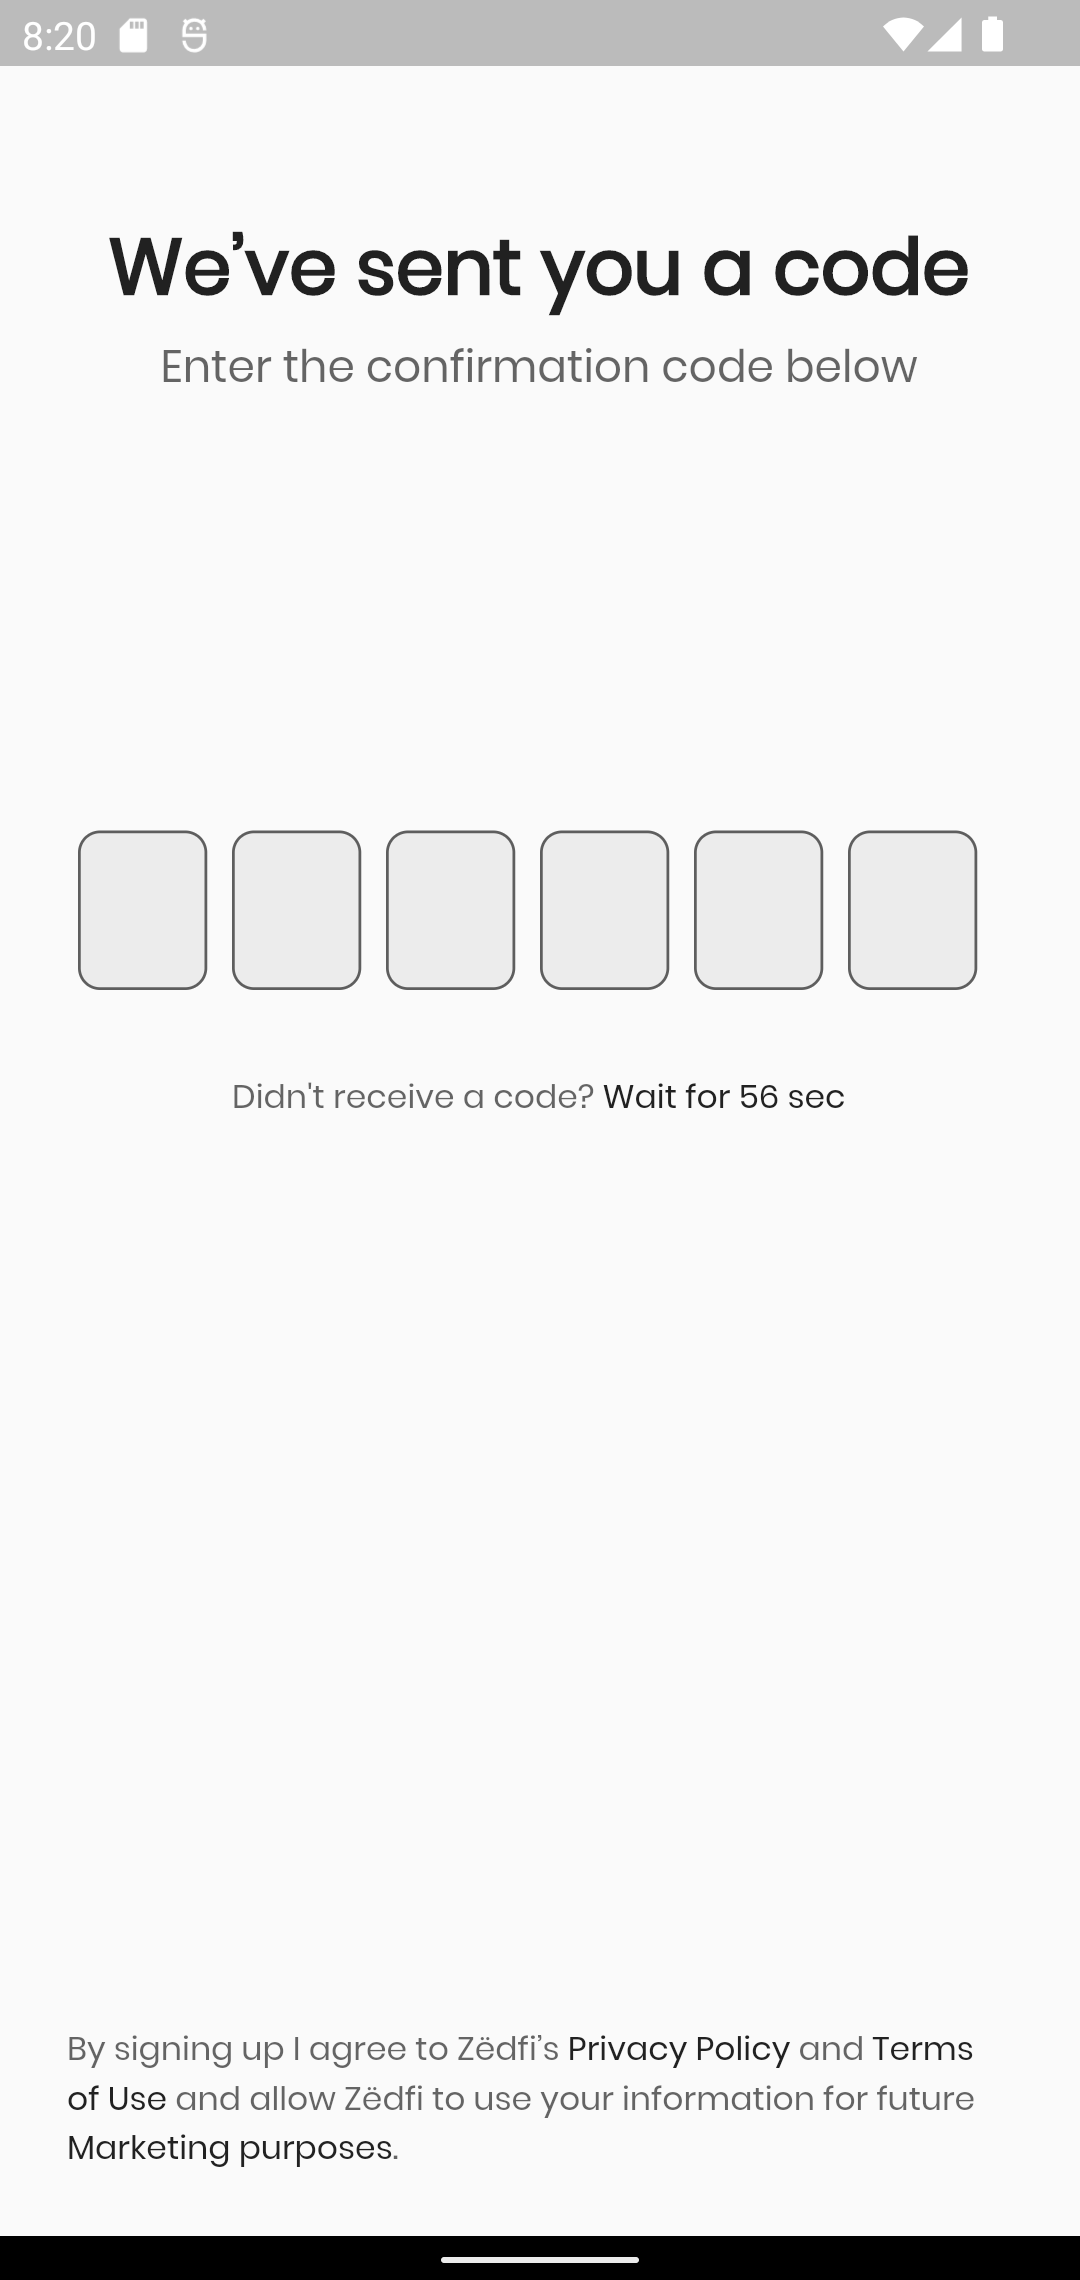 8:20
We’ve sent you a code
Enter the confirmation code below
Didn't receive a code? Wait for 56 sec
By signing up I agree to Zëdfi’s Privacy Policy and Terms
of Use and allow Zëdfi to use your information for future
Marketing purposes.